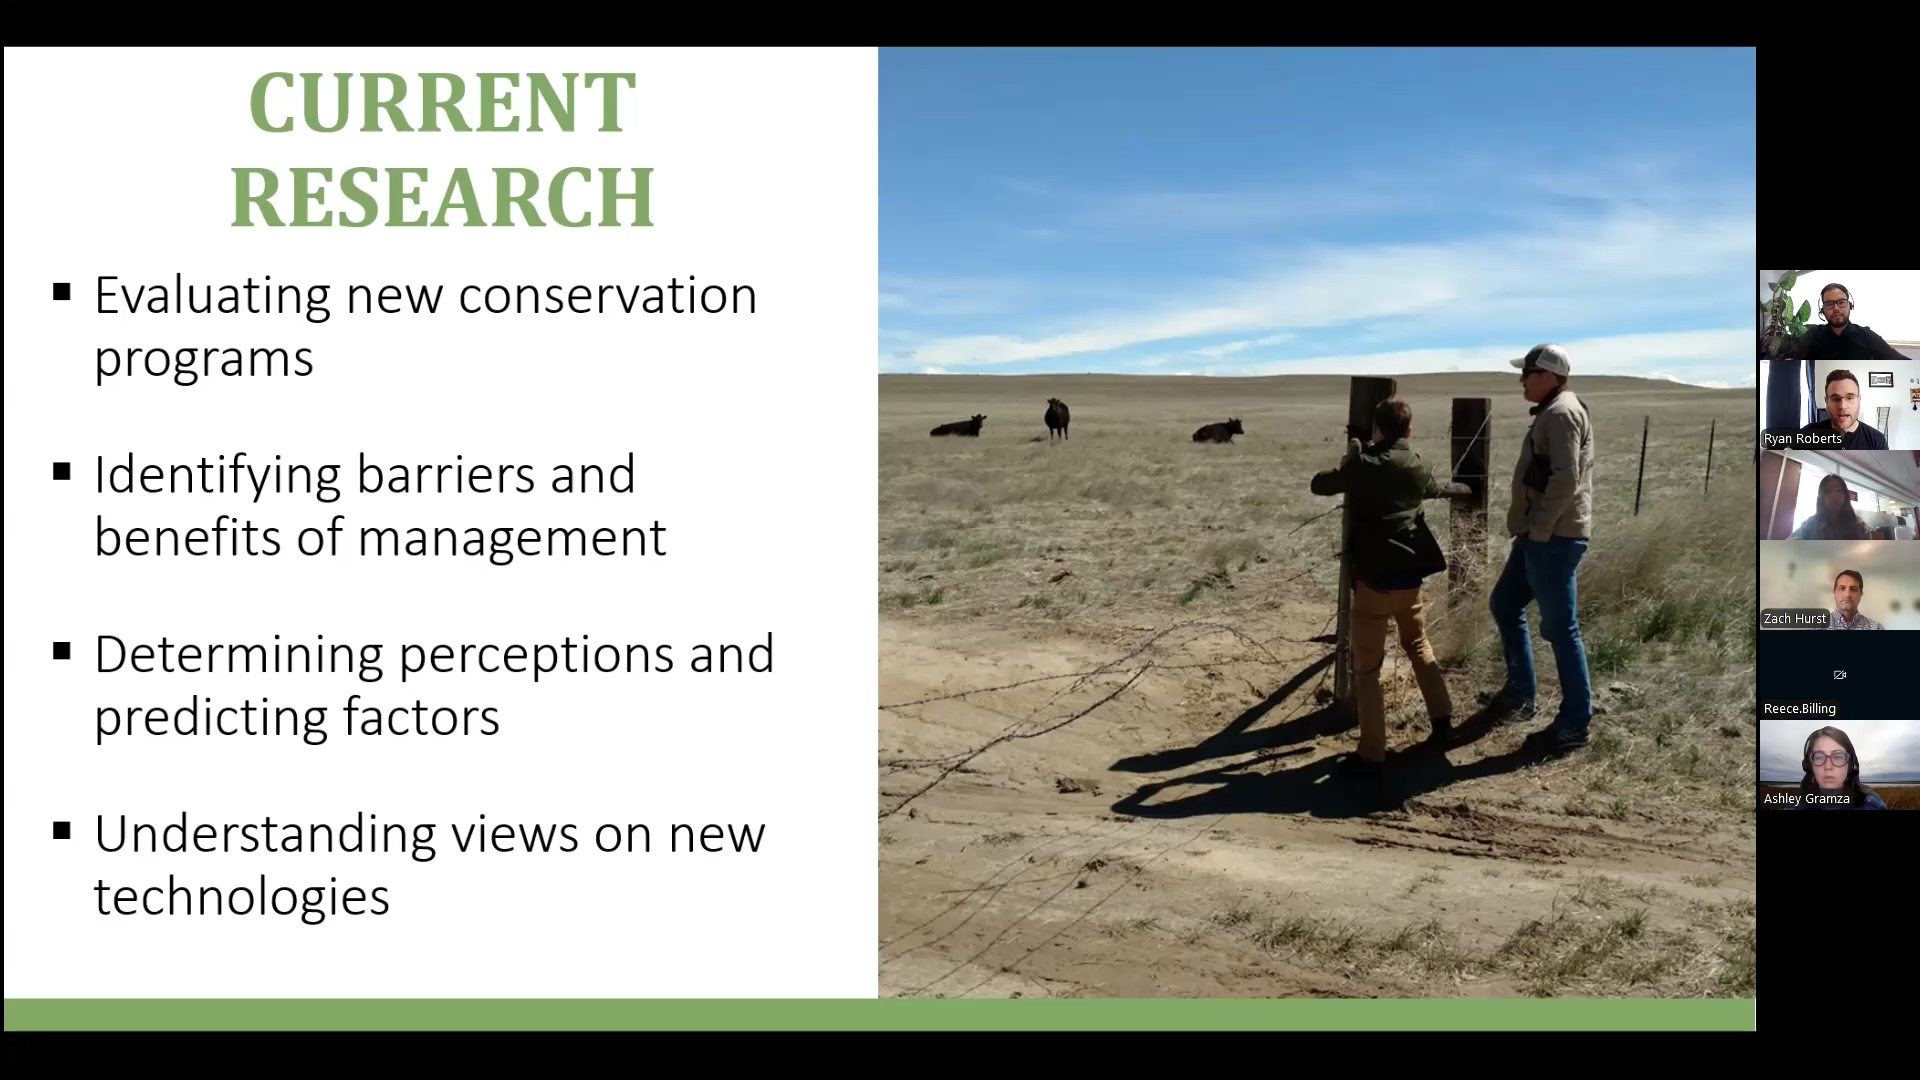 CURRENT
RESEARCH
▪ Evaluating new conservation
programs
▪ Identifying barriers and
benefits of management
▪ Determining perceptions and
predicting factors
▪ Understanding views on new
technologies
Ryan Roberts
Zach Hurst
Reece.Billing
Ashley Gramza